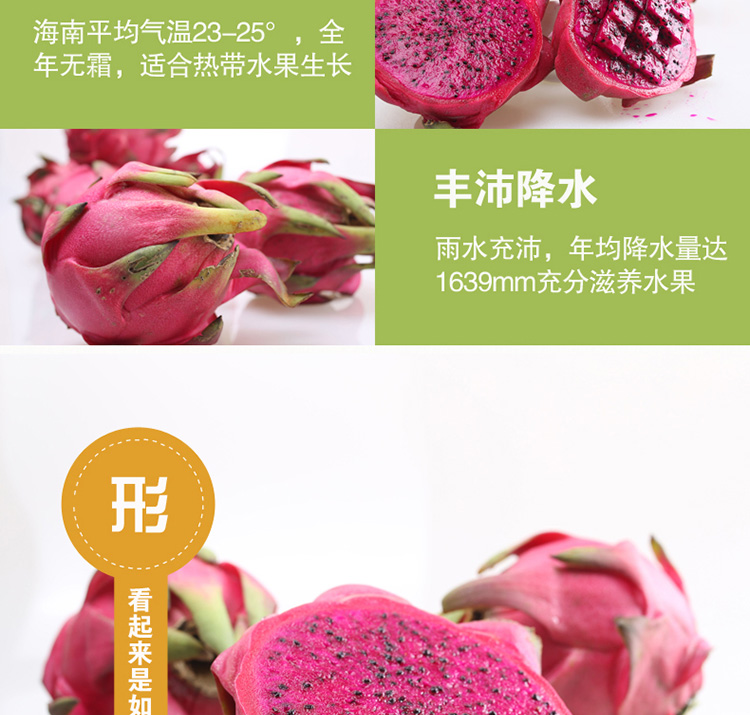 海南平均气温23-25°，全
年无霜，适合热带水果生长
丰沛降水
雨水充沛，年均降水量达
1639mm充分滋养水果
形
看起来是如